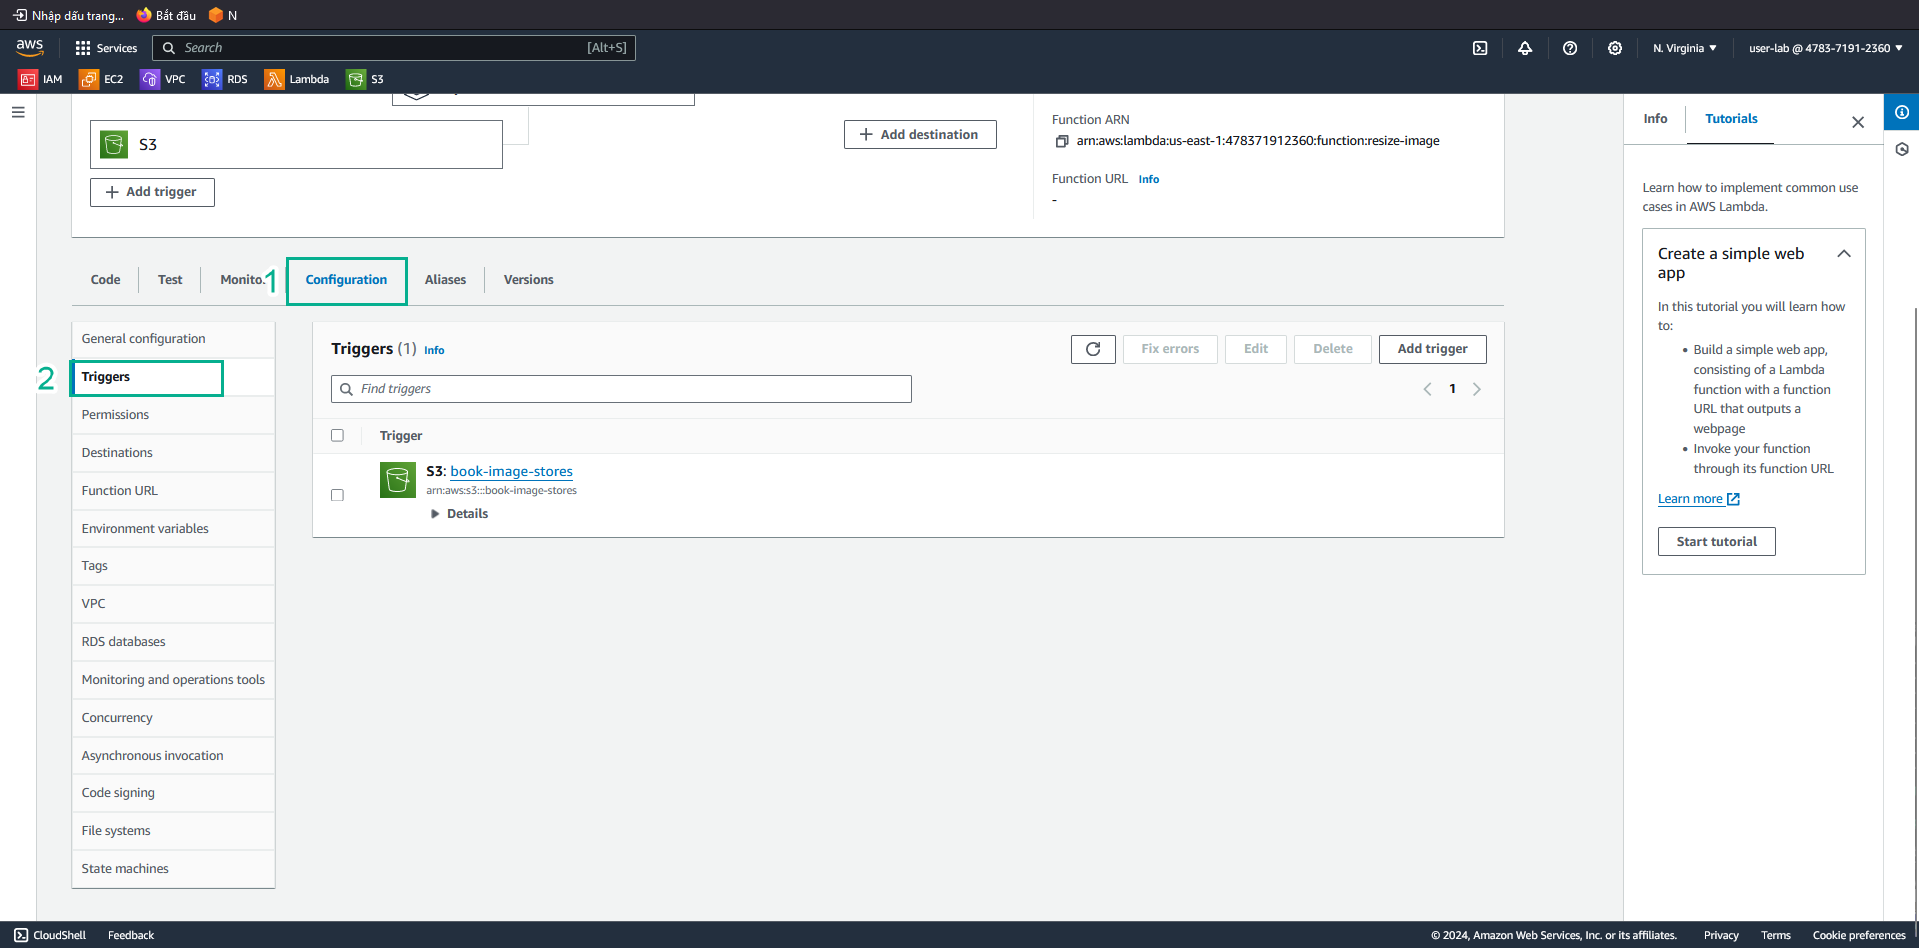 Nhập dấu trang... Bắt đầu N
aws Services Search [Alt+S] N. Virginia user-lab @ 4783-7191-2360
IAM EC2 VPC RDS Lambda S3
S3
Add trigger
Add destination
Function ARN
arn:aws:lambda:us-east-1:478371912360:function:resize-image
Function URL Info
-
Code Test Monito 1 Configuration Aliases Versions
General configuration
2 Triggers
Permissions
Destinations
Function URL
Environment variables
Tags
VPC
RDS databases
Monitoring and operations tools
Concurrency
Asynchronous invocation
Code signing
File systems
State machines
Triggers (1) Info
Fix errors Edit Delete Add trigger
Find triggers
1
Trigger
S3: book-image-stores
arn:aws:s3:::book-image-stores
Details
Info Tutorials
Learn how to implement common use
cases in AWS Lambda.
Create a simple web
app
In this tutorial you will learn how
to:
• Build a simple web app,
consisting of a Lambda
function with a function
URL that outputs a
webpage
• Invoke your function
through its function URL
Learn more
Start tutorial
CloudShell Feedback © 2024, Amazon Web Services, Inc. or its affiliates. Privacy Terms Cookie preferences